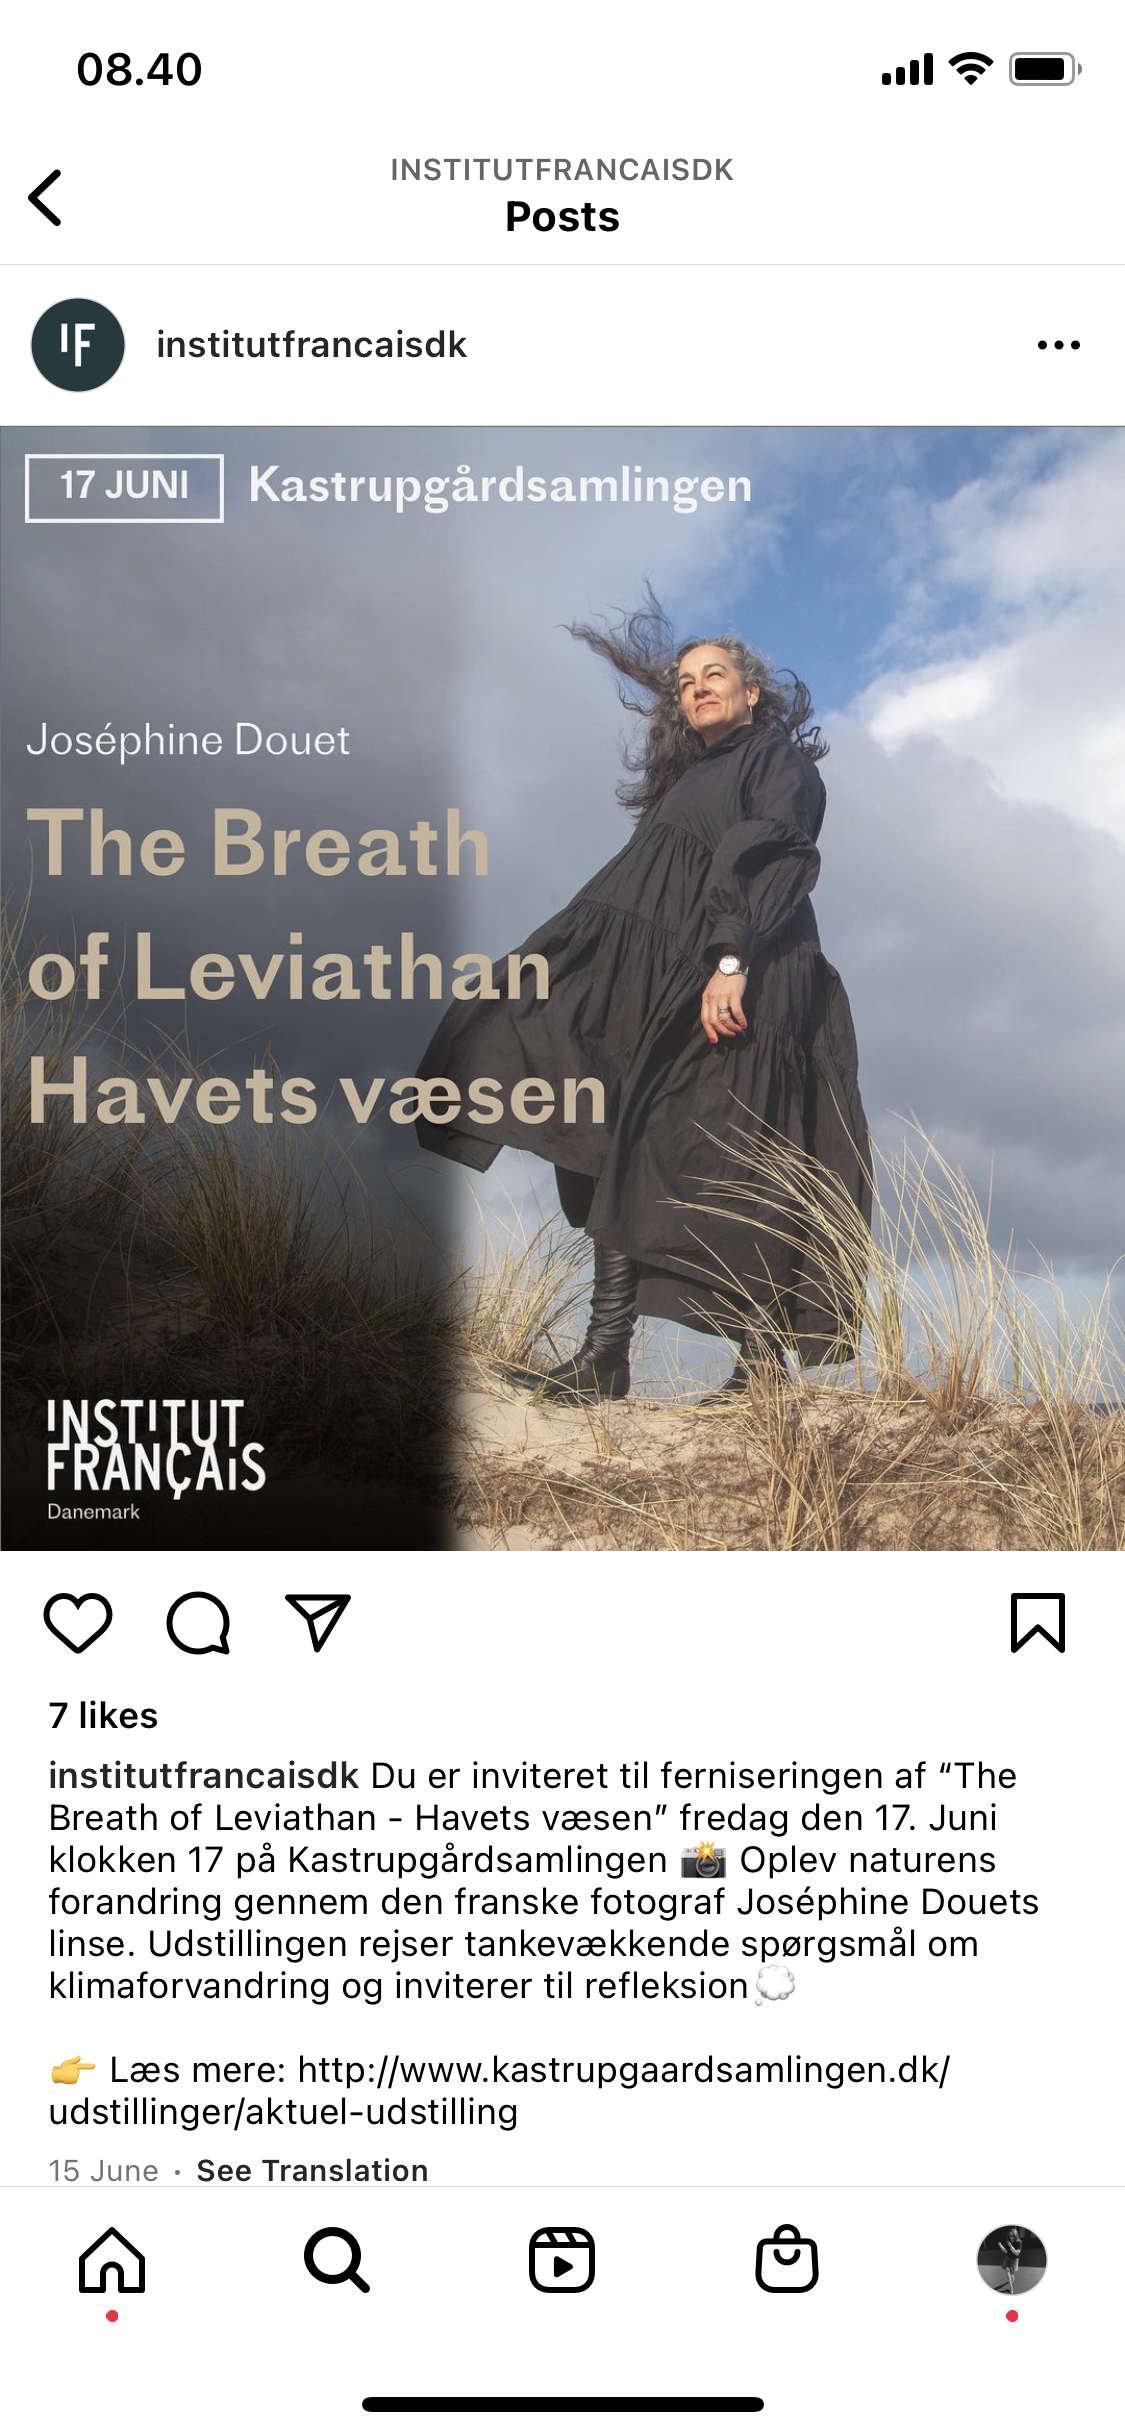 08.40
INSTITUTFRANCAISDK
Posts
IF
institutfrancaisdk
17 JUNI
Kastrupgårdsamlingen
Joséphine Douet
The Breath
of Leviathan
Havets væsen
INSTITUT
FRANÇAIS
Danemark
7 likes
institutfrancaisdk Du er inviteret til ferniseringen af “The
Breath of Leviathan - Havets væsen” fredag den 17. Juni
klokken 17 på Kastrupgårdsamlingen 📸 Oplev naturens
forandring gennem den franske fotograf Joséphine Douets
linse. Udstillingen rejser tankevækkende spørgsmål om
klimaforvandring og inviterer til refleksion💭
👉 Læs mere: http://www.kastrupgaardsamlingen.dk/
udstillinger/aktuel-udstilling
15 June · See Translation